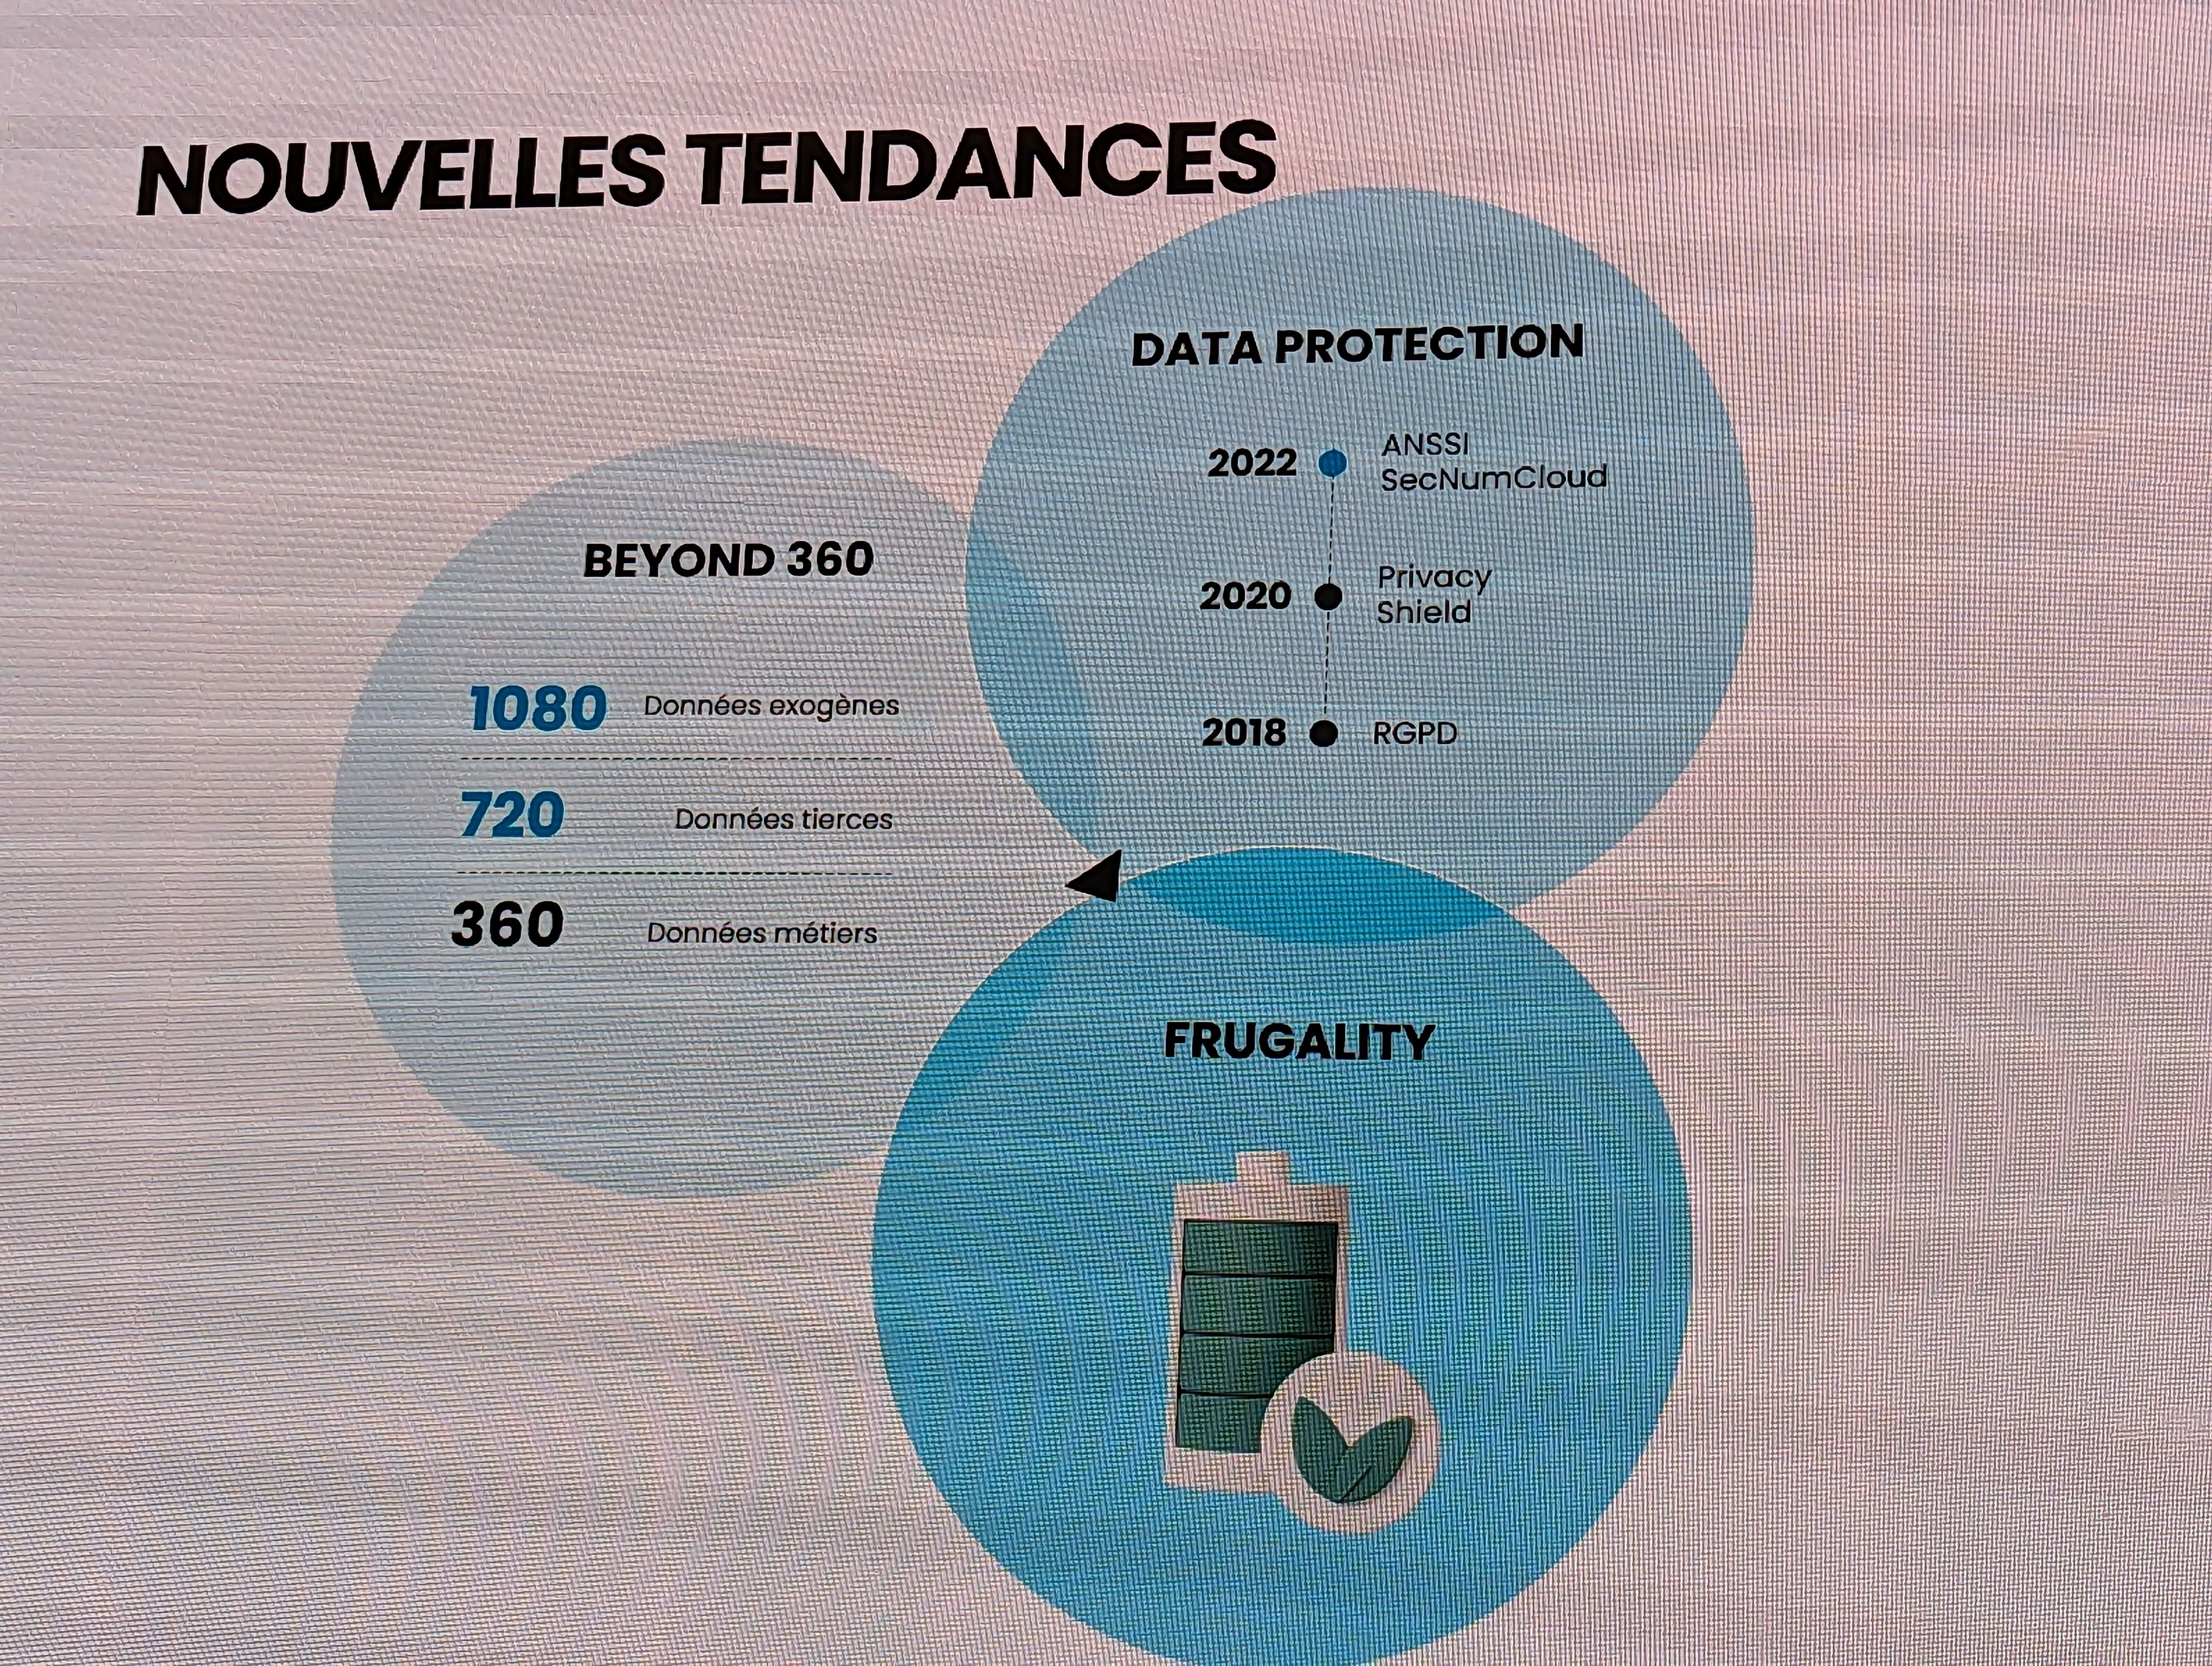 NOUVELLES TENDANCES
BEYOND 360
1080 Données exogènes
720 Données tierces
360 Données métiers
DATA PROTECTION
2022 ANSSI
SecNumCloud
2020 Privacy
Shield
2018 RGPD
FRUGALITY